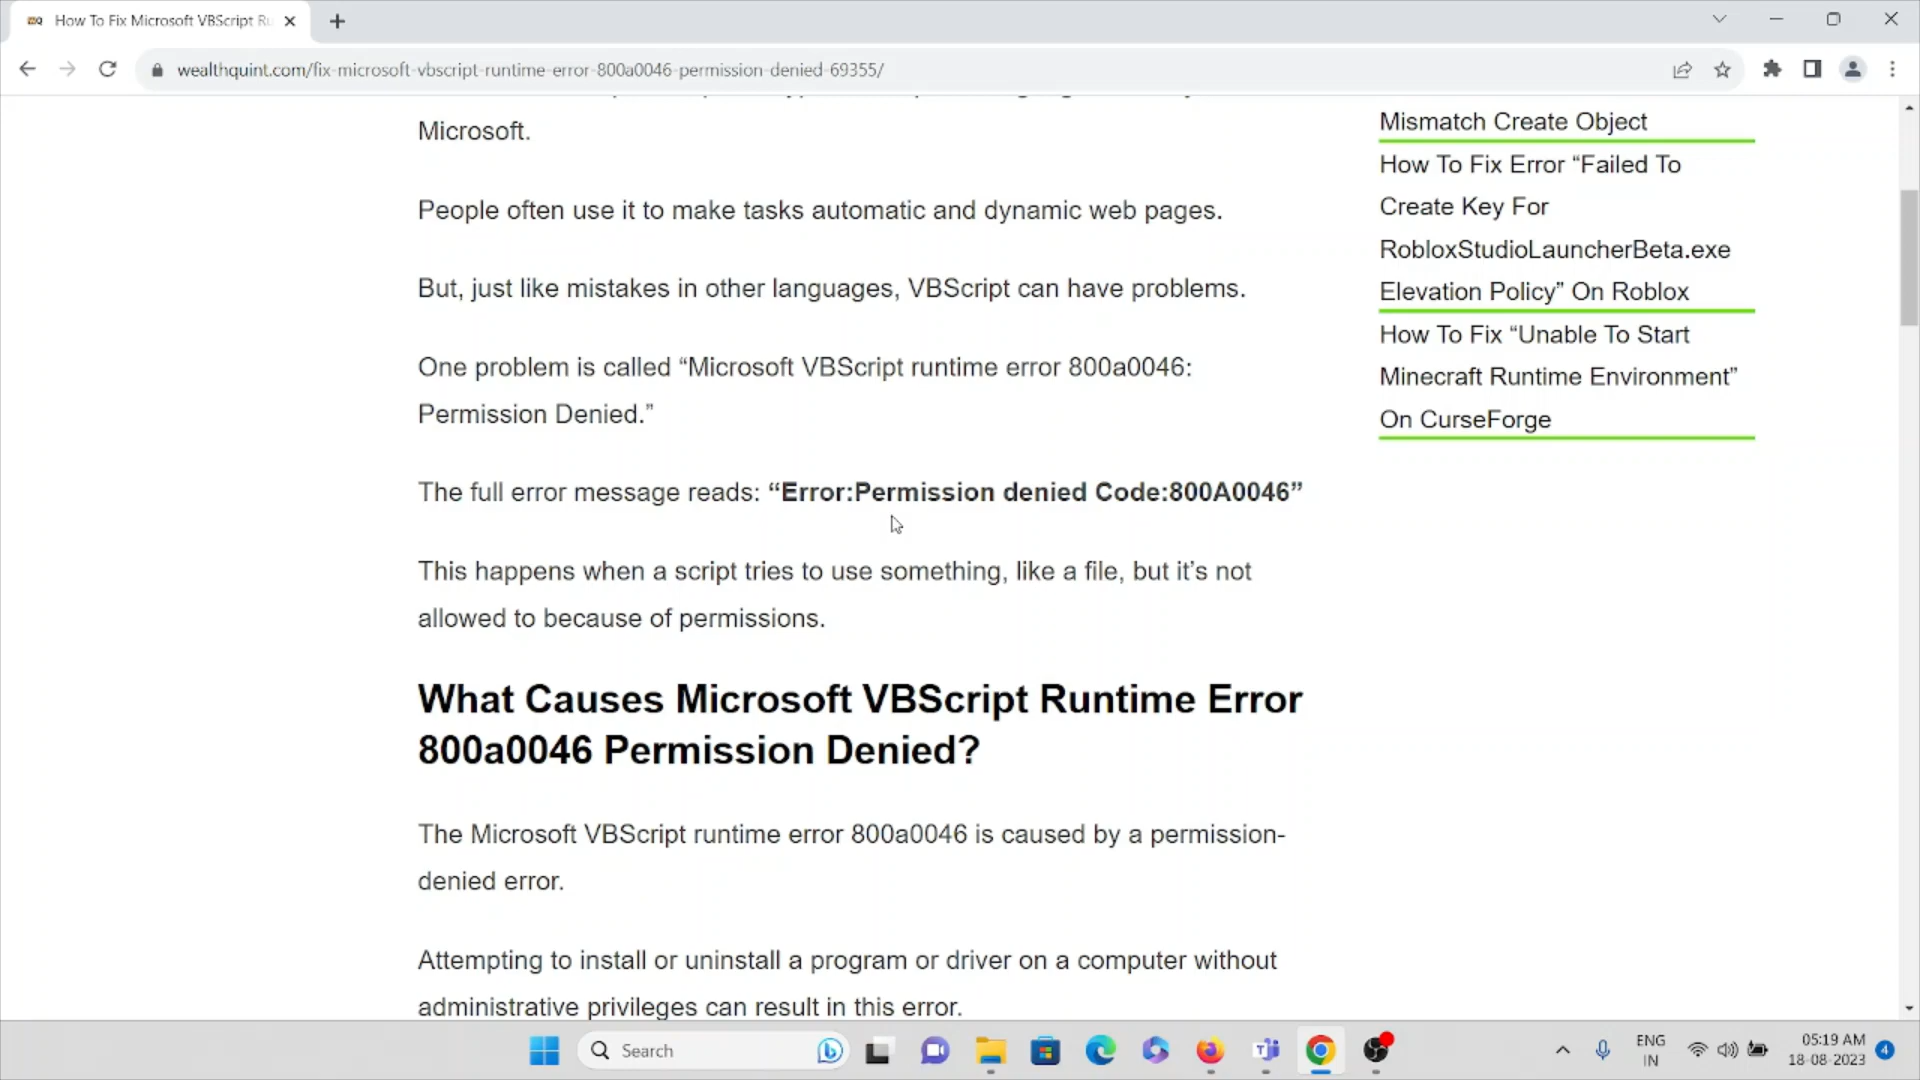 How To Fix Microsoft VBScript Ru
wealthquint.com/fix-microsoft-vbscript-runtime-error-800a0046-permission-denied-69355/
Microsoft.
People often use it to make tasks automatic and dynamic web pages.
But, just like mistakes in other languages, VBScript can have problems.
One problem is called “Microsoft VBScript runtime error 800a0046:
Permission Denied.”
The full error message reads: “Error:Permission denied Code:800A0046”
This happens when a script tries to use something, like a file, but it’s not
allowed to because of permissions.
What Causes Microsoft VBScript Runtime Error
800a0046 Permission Denied?
The Microsoft VBScript runtime error 800a0046 is caused by a permission-
denied error.
Attempting to install or uninstall a program or driver on a computer without
administrative privileges can result in this error.
Mismatch Create Object
How To Fix Error “Failed To
Create Key For
RobloxStudioLauncherBeta.exe
Elevation Policy” On Roblox
How To Fix “Unable To Start
Minecraft Runtime Environment”
On CurseForge
Search
ENG
IN
05:19 AM
18-08-2023
4